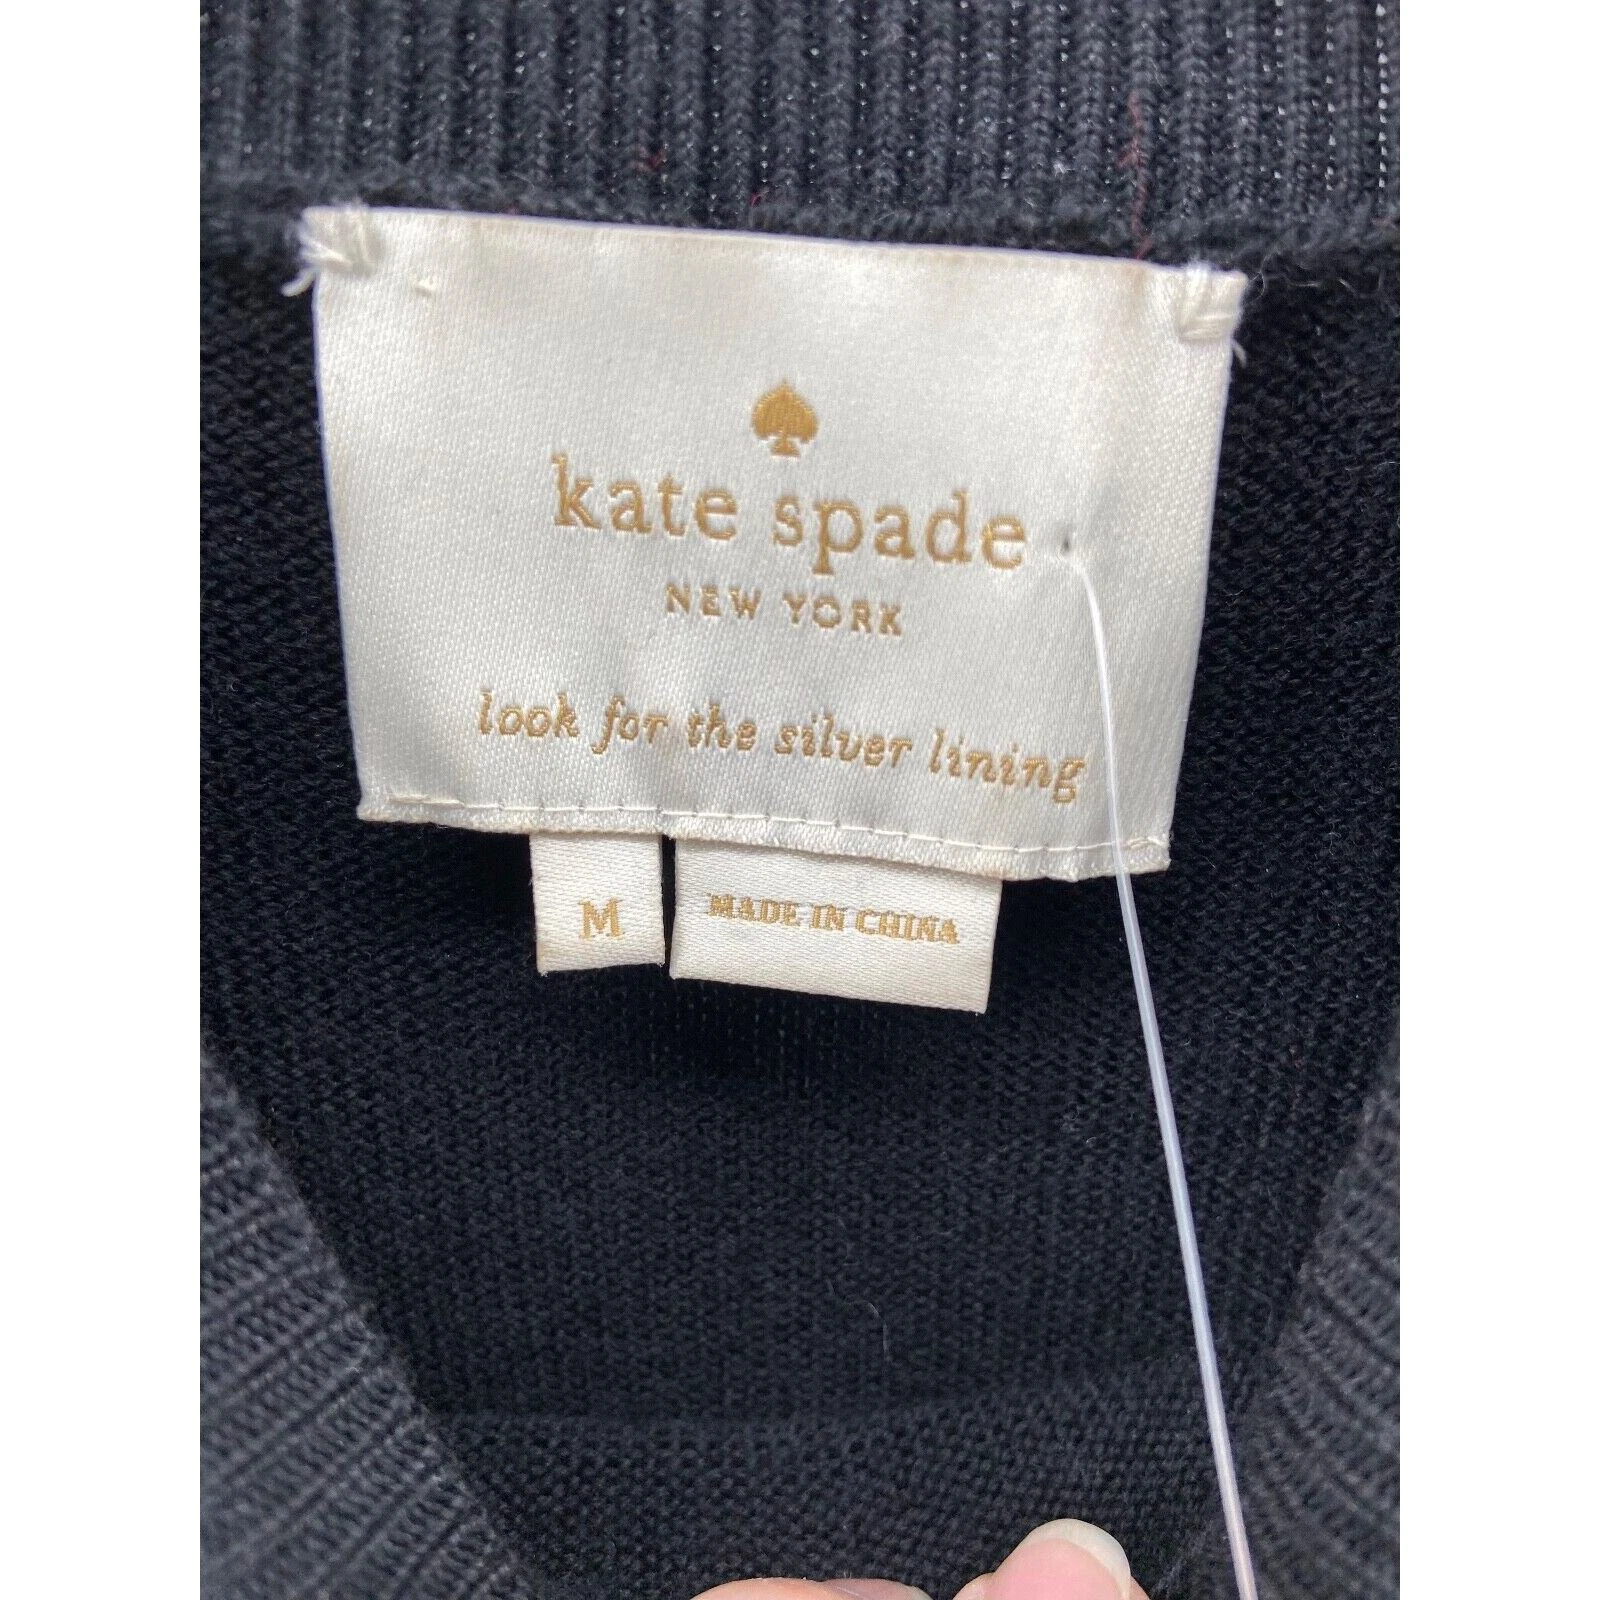 kate spade
NEW YORK
look for the silver lining
M
MADE IN CHINA